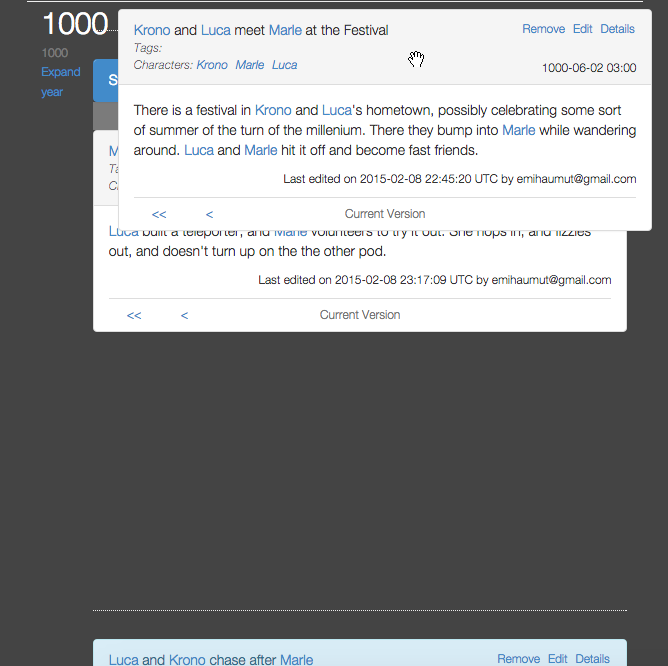 1000
1000
Expand
year
S
Krono and Luca meet Marle at the Festival
Remove Edit Details
Tags:
Characters: Krono Marle Luca
1000-06-02 03:00
There is a festival in Krono and Luca's hometown, possibly celebrating some sort
of summer of the turn of the millenium. There they bump into Marle while wandering
around. Luca and Marle hit it off and become fast friends.
Last edited on 2015-02-08 22:45:20 UTC by emihaumut@gmail.com
<< < Current Version
M
Ta
C
Luca built a teleporter, and Marle volunteers to try it out. She hops in, and fizzles
out, and doesn't turn up on the the other pod.
Last edited on 2015-02-08 23:17:09 UTC by emihaumut@gmail.com
<< < Current Version
Luca and Krono chase after Marle
Remove Edit Details